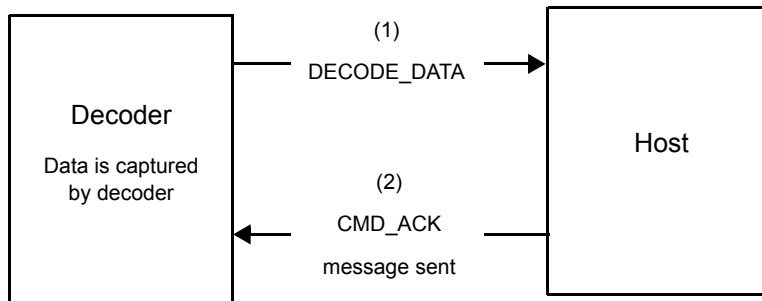 Decoder
Data is captured
by decoder
(1)
DECODE_DATA
(2)
CMD_ACK
message sent
Host